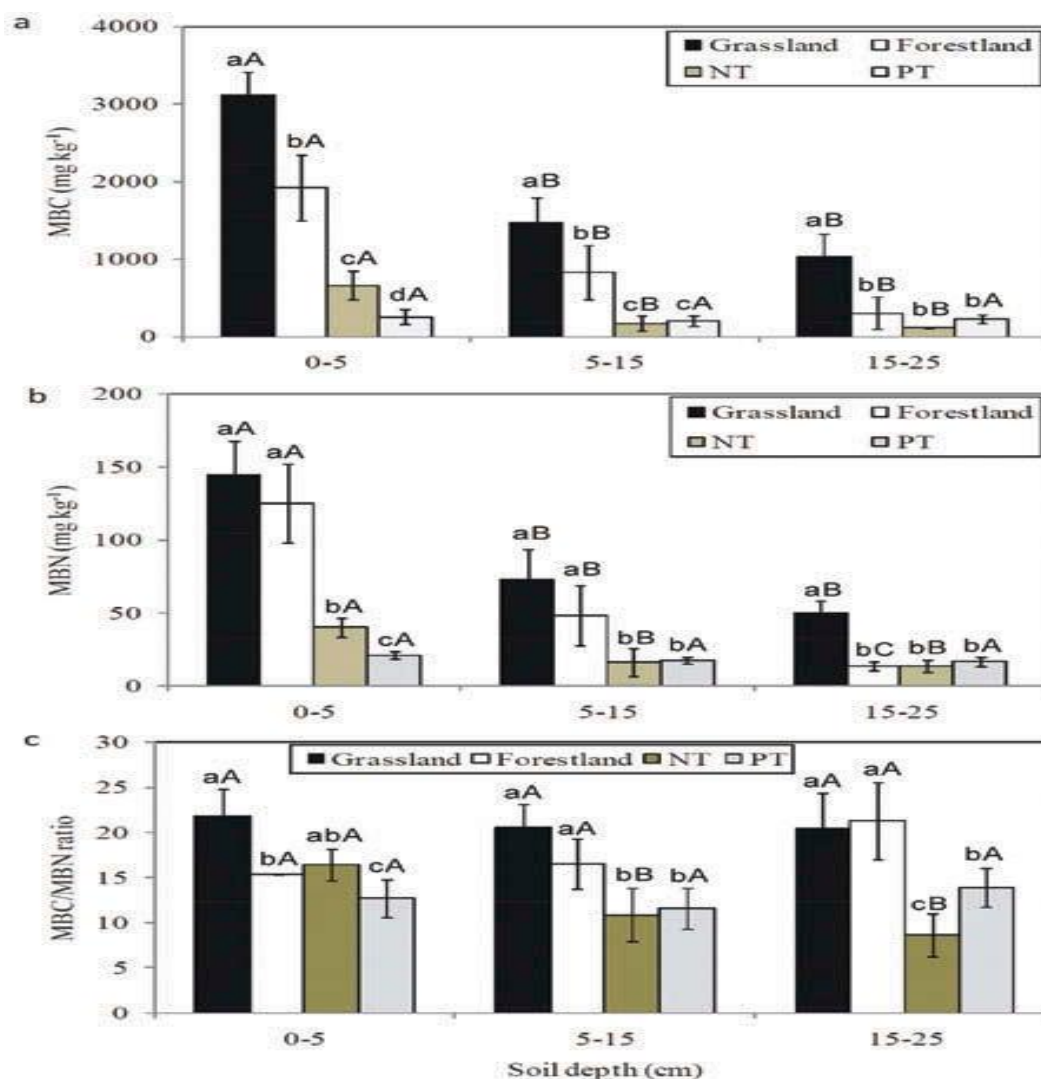 a
4000
3000
2000
1000
0
MBC (mg kg-1)
Grassland Forestland
NT PT
aA bA cA dA
aB bB cB cA
aB bB bB bA
0-5 5-15 15-25
b
200
150
100
50
0
MBN (mg kg-1)
Grassland Forestland
NT PT
aA aA bA cA
aB aB bB bA
aB bC bB bA
0-5 5-15 15-25
c
30
25
20
15
10
5
0
MBC/MBN ratio
Grassland Forestland NT PT
aA bA abA cA
aA aA bB bA
aA aA cB bA
0-5 5-15 15-25
Soil depth (cm)